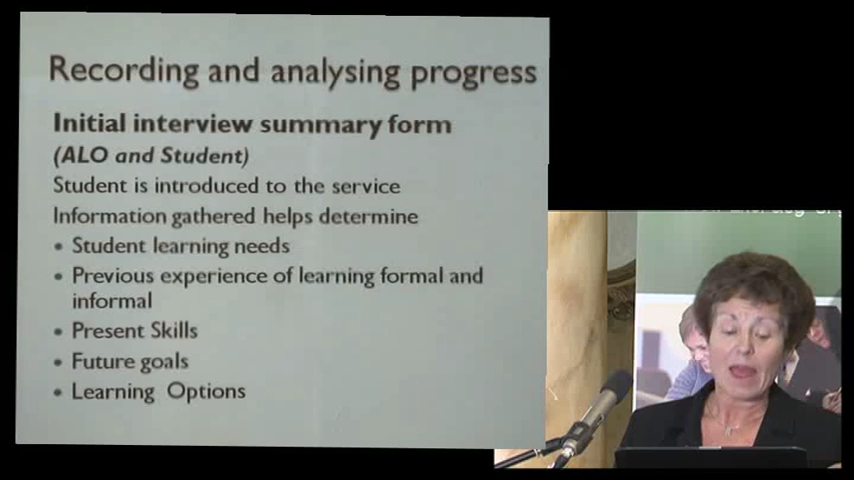 Recording and analysing progress
Initial interview summary form
(ALO and Student)
Student is introduced to the service
Information gathered helps determine
• Student learning needs
• Previous experience of learning formal and
informal
• Present Skills
• Future goals
• Learning Options